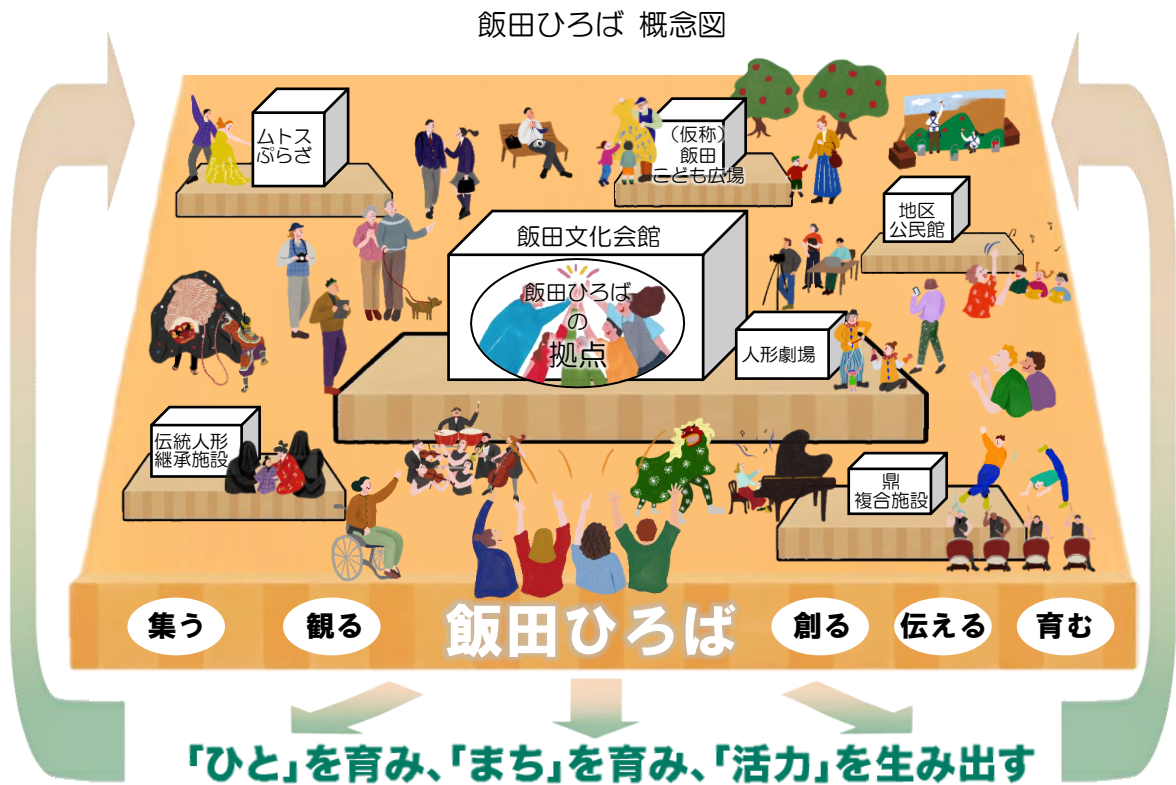 飯田ひろば 概念図
ムトス
ぷらざ
（仮称）
飯田
こども広場
地区
公民館
飯田文化会館
飯田ひろば
の
拠点
人形劇場
伝統人形
継承施設
鼎
複合施設
集う
観る
飯田ひろば
創る
伝える
育む
「ひと」を育み、「まち」を育み、「活力」を生み出す